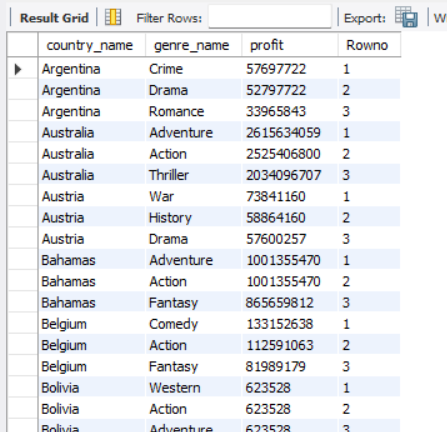 Result Grid Filter Rows: Export: W
country_name genre_name profit Rowno
Argentina Crime 57697722 1
Argentina Drama 52797722 2
Argentina Romance 33965843 3
Australia Adventure 2615634059 1
Australia Action 2525406800 2
Australia Thriller 2034096707 3
Austria War 73841160 1
Austria History 58864160 2
Austria Drama 57600257 3
Bahamas Adventure 1001355470 1
Bahamas Action 1001355470 2
Bahamas Fantasy 865659812 3
Belgium Comedy 133152638 1
Belgium Action 112591063 2
Belgium Fantasy 81989179 3
Bolivia Western 623528 1
Bolivia Action 623528 2
Bolivia Adventure 623528 3